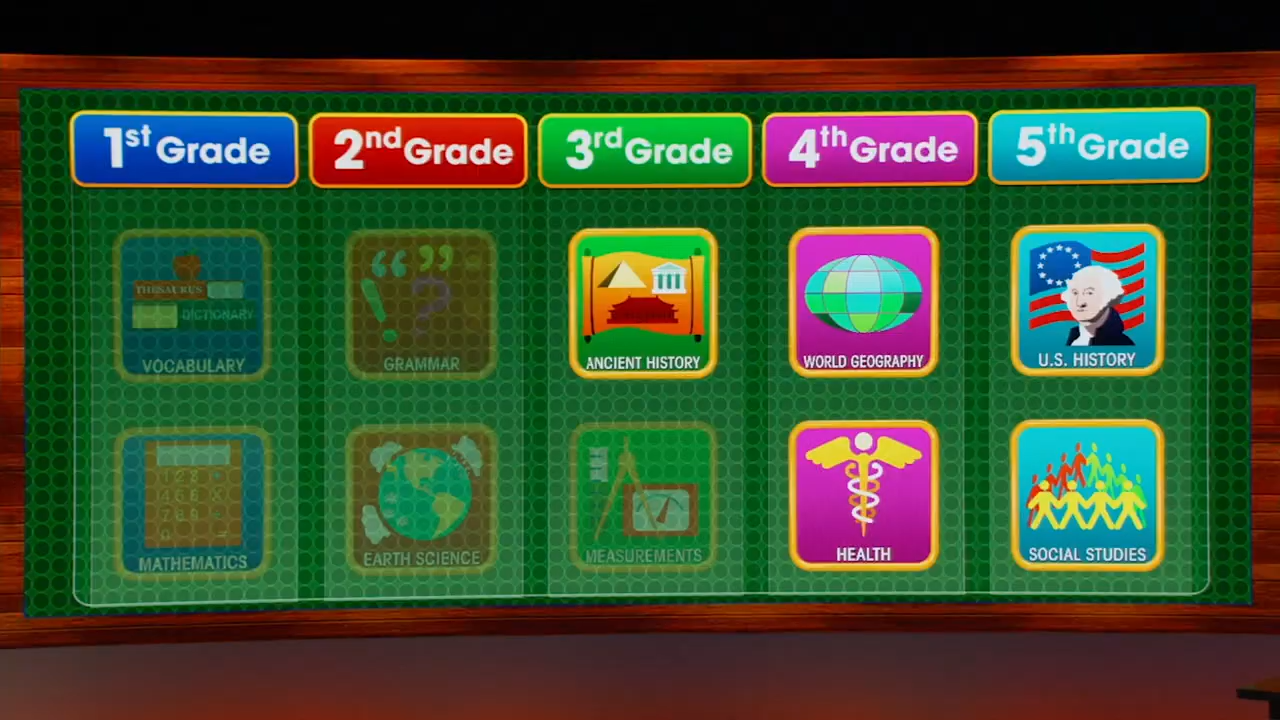 1st Grade
2nd Grade
3rd Grade
4th Grade
5th Grade
THESAURUS
DICTIONARY
VOCABULARY
“ ” ! ?
GRAMMAR
ANCIENT HISTORY
WORLD GEOGRAPHY
U.S. HISTORY
MATHEMATICS
EARTH SCIENCE
MEASUREMENTS
HEALTH
SOCIAL STUDIES